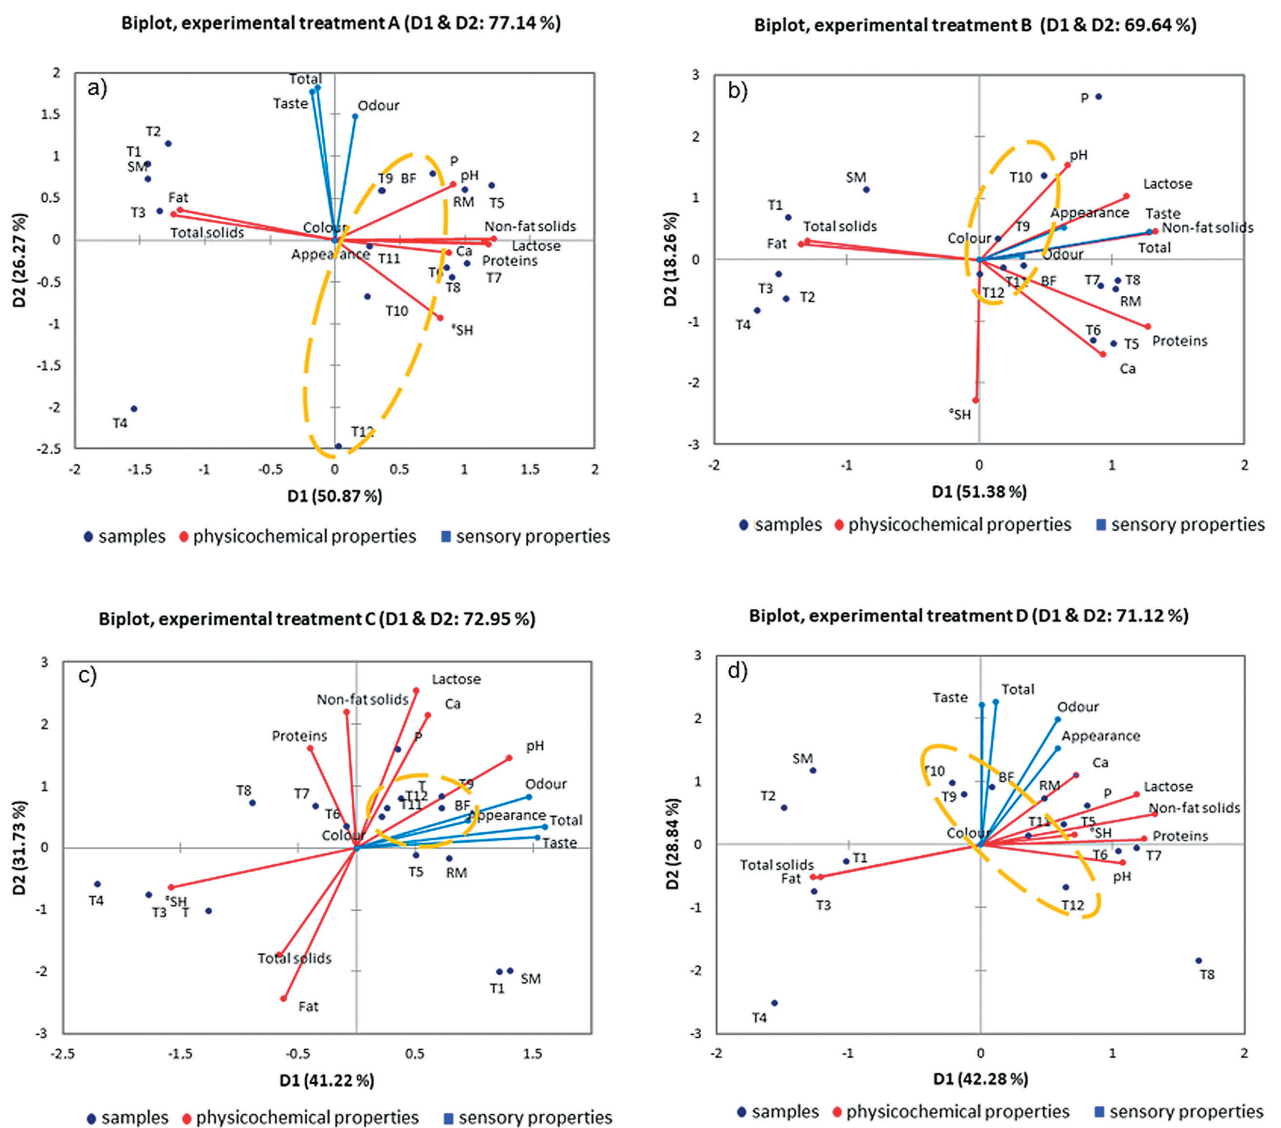 Biplot, experimental treatment A (D1 & D2: 77.14 %)
a)
D2 (26.27 %)
2
1.5
1
0.5
0
-0.5
-1
-1.5
-2
-2.5
Total
Taste
Odour
T2
T1
SM
P
T9 BF
pH
RM
T5
Fat
T3
Total solids
Colour
Non-fat solids
Lactose
Appearance
T11
Ca
Proteins
T6
T7
T8
T10
°SH
T4
T12
-2 -1.5 -1 -0.5 0 0.5 1 1.5 2
D1 (50.87 %)
samples physicochemical properties sensory properties
Biplot, experimental treatment B (D1 & D2: 69.64 %)
b)
D2 (18.26 %)
3
2
1
0
-1
-2
-3
P
pH
SM
T10
Lactose
T1
Appearance
Taste
Total solids
T9
Non-fat solids
Fat
Colour
Total
Odour
T3
T2
T12
T11
BF
T7
T8
RM
T4
T6
T5
Proteins
Ca
°SH
-2 -1 0 1 2
D1 (51.38 %)
samples physicochemical properties sensory properties
Biplot, experimental treatment C (D1 & D2: 72.95 %)
c)
D2 (31.73 %)
3
2
1
0
-1
-2
-3
Lactose
Non-fat solids
Ca
Proteins
P
pH
T8
T7
T
T9
Odour
T12
T6
T11
BF
Appearance
Total
Colour
Taste
T5
RM
T4
°SH
T3
T
Total solids
T1
SM
Fat
-2.5 -1.5 -0.5 0.5 1.5
D1 (41.22 %)
samples physicochemical properties sensory properties
Biplot, experimental treatment D (D1 & D2: 71.12 %)
d)
D2 (28.84 %)
3
2
1
0
-1
-2
-3
Taste
Total
Odour
Appearance
SM
Ca
T10
BF
RM
Lactose
T2
T9
P
Non-fat solids
T11
T5
Colour
°SH
Proteins
T1
T6
T7
Total solids
Fat
pH
T3
T12
T8
T4
-2 -1 0 1 2
D1 (42.28 %)
samples physicochemical properties sensory properties